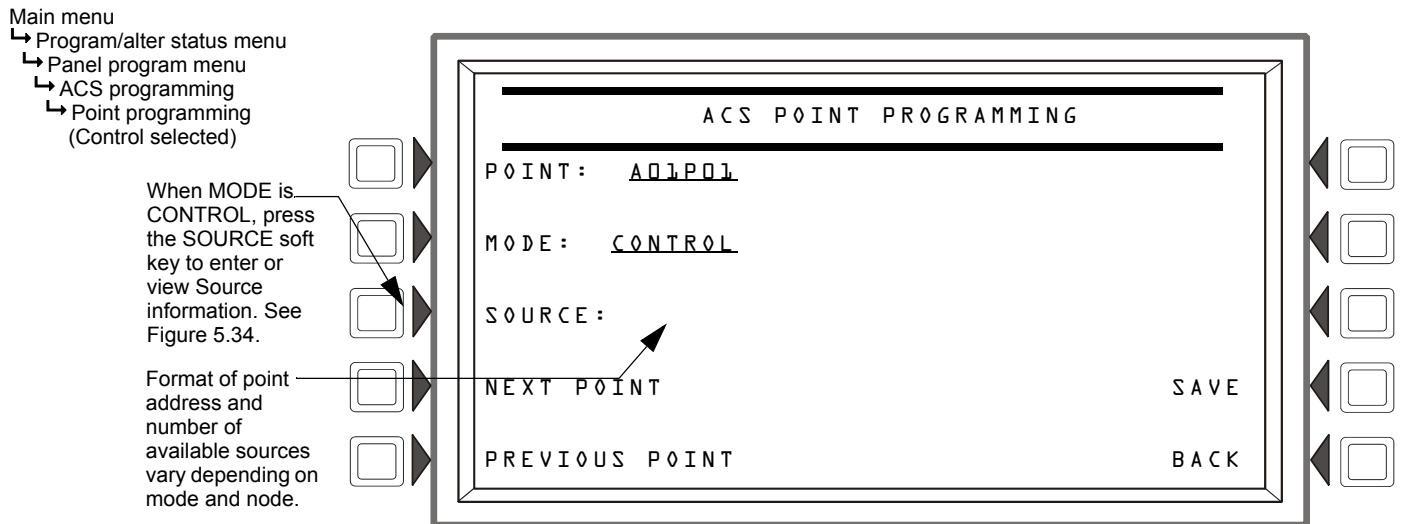 Main menu
Program/alter status menu
Panel program menu
ACS programming
Point programming
(Control selected)
When MODE is
CONTROL, press
the SOURCE soft
key to enter or
view Source
information. See
Figure 5.34.
Format of point
address and
number of
available sources
vary depending on
mode and node.
ACS POINT PROGRAMMING
POINT: A01P01
MODE: CONTROL
SOURCE:
NEXT POINT SAVE
PREVIOUS POINT BACK